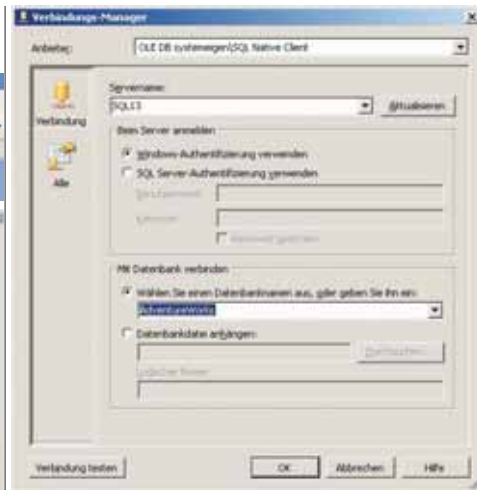 Verbindungs-Manager
Anbieter:
OLE DB systemeigen\SQL Native Client
Verbindung
Alle
Servername:
Aktualisieren
Beim Server anmelden
Windows-Authentifizierung verwenden
SQL Server-Authentifizierung verwenden
Benutzername:
Kennwort:
Kennwort speichern
Mit Datenbank verbinden
Wählen Sie einen Datenbanknamen aus, oder geben Sie ihn ein:
AdventureWorks
Datenbankdatei anhängen:
Durchsuchen...
Logischer Name:
Verbindung testen
OK
Abbrechen
Hilfe